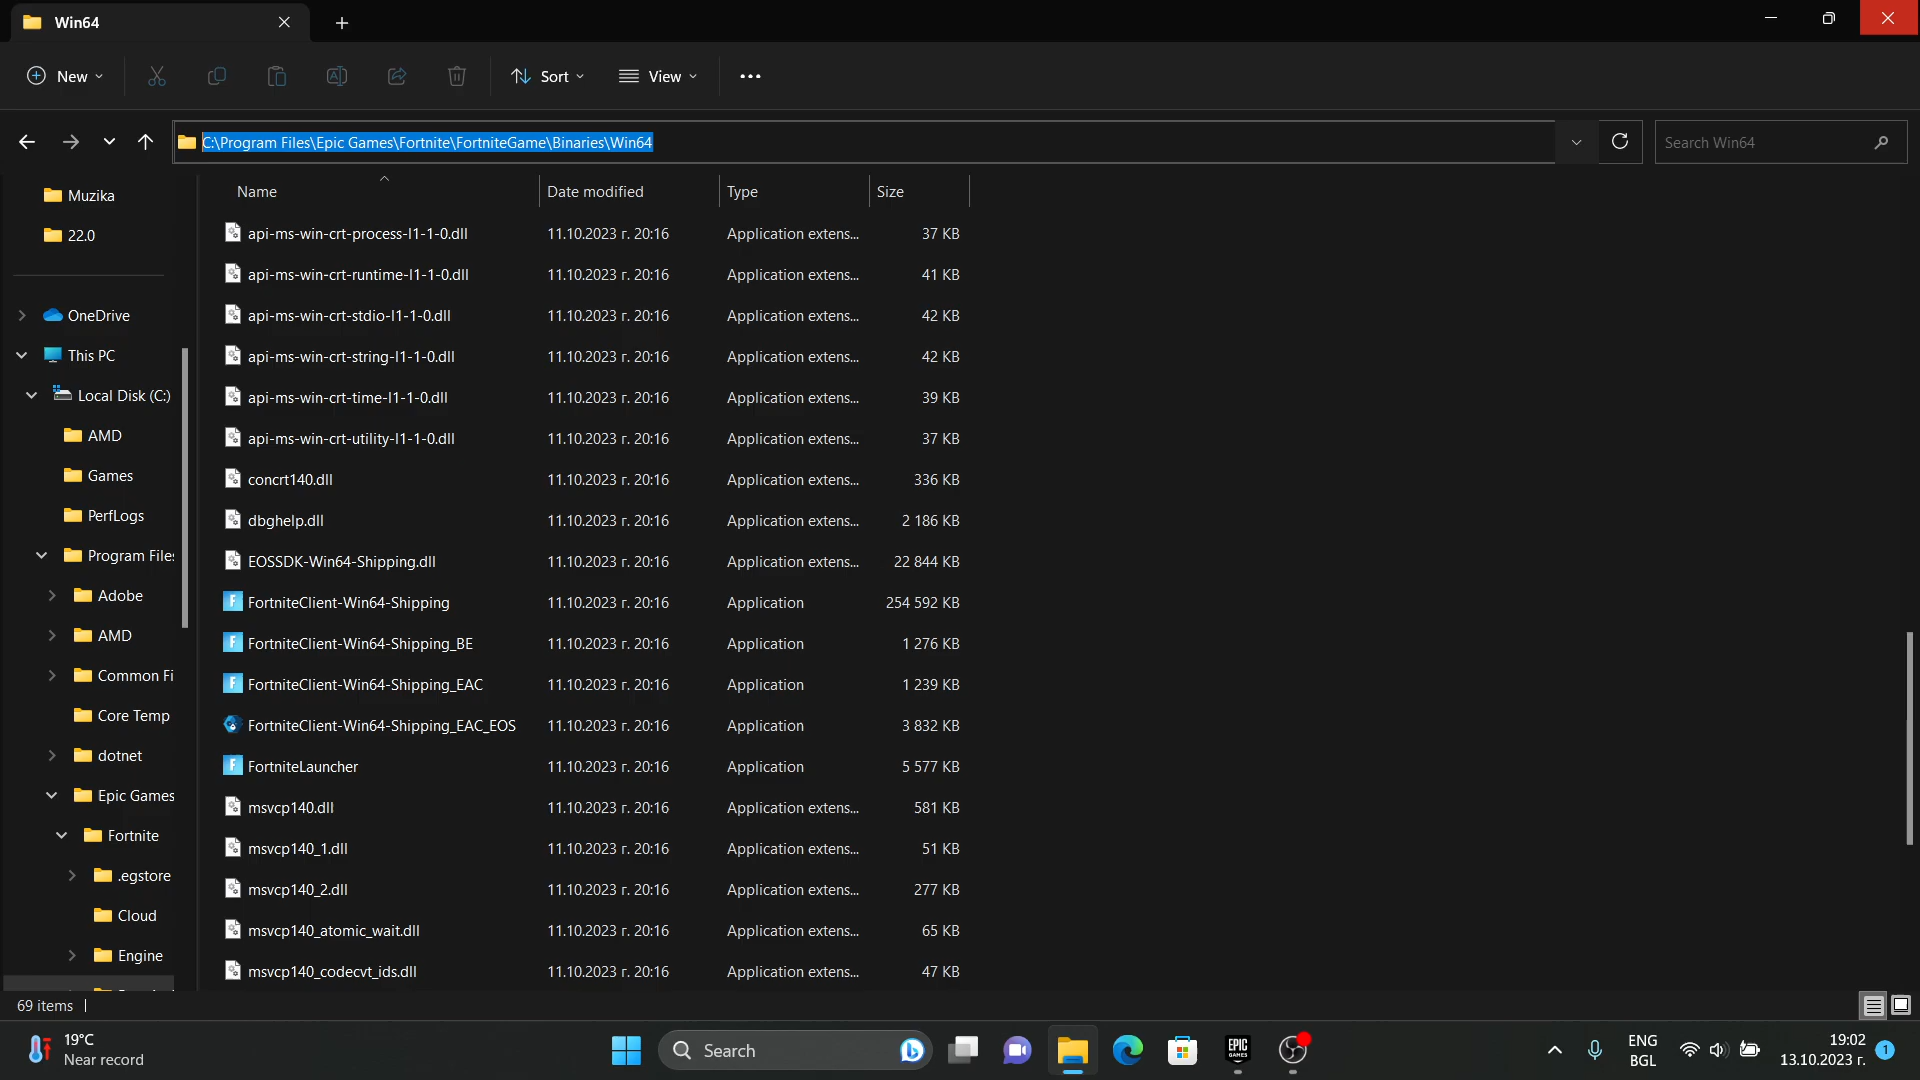 Win64
New
Sort
View
C:\Program Files\Epic Games\Fortnite\FortniteGame\Binaries\Win64
Search Win64
Muzika
22.0
OneDrive
This PC
Local Disk (C:)
AMD
Games
PerfLogs
Program Files
Adobe
AMD
Common Fi
Core Temp
dotnet
Epic Games
Fortnite
.egstore
Cloud
Engine
Name Date modified Type Size
api-ms-win-crt-process-l1-1-0.dll 11.10.2023 г. 20:16 Application extens... 37 KB
api-ms-win-crt-runtime-l1-1-0.dll 11.10.2023 г. 20:16 Application extens... 41 KB
api-ms-win-crt-stdio-l1-1-0.dll 11.10.2023 г. 20:16 Application extens... 42 KB
api-ms-win-crt-string-l1-1-0.dll 11.10.2023 г. 20:16 Application extens... 42 KB
api-ms-win-crt-time-l1-1-0.dll 11.10.2023 г. 20:16 Application extens... 39 KB
api-ms-win-crt-utility-l1-1-0.dll 11.10.2023 г. 20:16 Application extens... 37 KB
concrt140.dll 11.10.2023 г. 20:16 Application extens... 336 KB
dbghelp.dll 11.10.2023 г. 20:16 Application extens... 2 186 KB
EOSSDK-Win64-Shipping.dll 11.10.2023 г. 20:16 Application extens... 22 844 KB
FortniteClient-Win64-Shipping 11.10.2023 г. 20:16 Application 254 592 KB
FortniteClient-Win64-Shipping_BE 11.10.2023 г. 20:16 Application 1 276 KB
FortniteClient-Win64-Shipping_EAC 11.10.2023 г. 20:16 Application 1 239 KB
FortniteClient-Win64-Shipping_EAC_EOS 11.10.2023 г. 20:16 Application 3 832 KB
FortniteLauncher 11.10.2023 г. 20:16 Application 5 577 KB
msvcp140.dll 11.10.2023 г. 20:16 Application extens... 581 KB
msvcp140_1.dll 11.10.2023 г. 20:16 Application extens... 51 KB
msvcp140_2.dll 11.10.2023 г. 20:16 Application extens... 277 KB
msvcp140_atomic_wait.dll 11.10.2023 г. 20:16 Application extens... 65 KB
msvcp140_codecvt_ids.dll 11.10.2023 г. 20:16 Application extens... 47 KB
69 items
19°C
Near record
Search
EPIC
GAMES
ENG
BGL
19:02
13.10.2023 г.
1